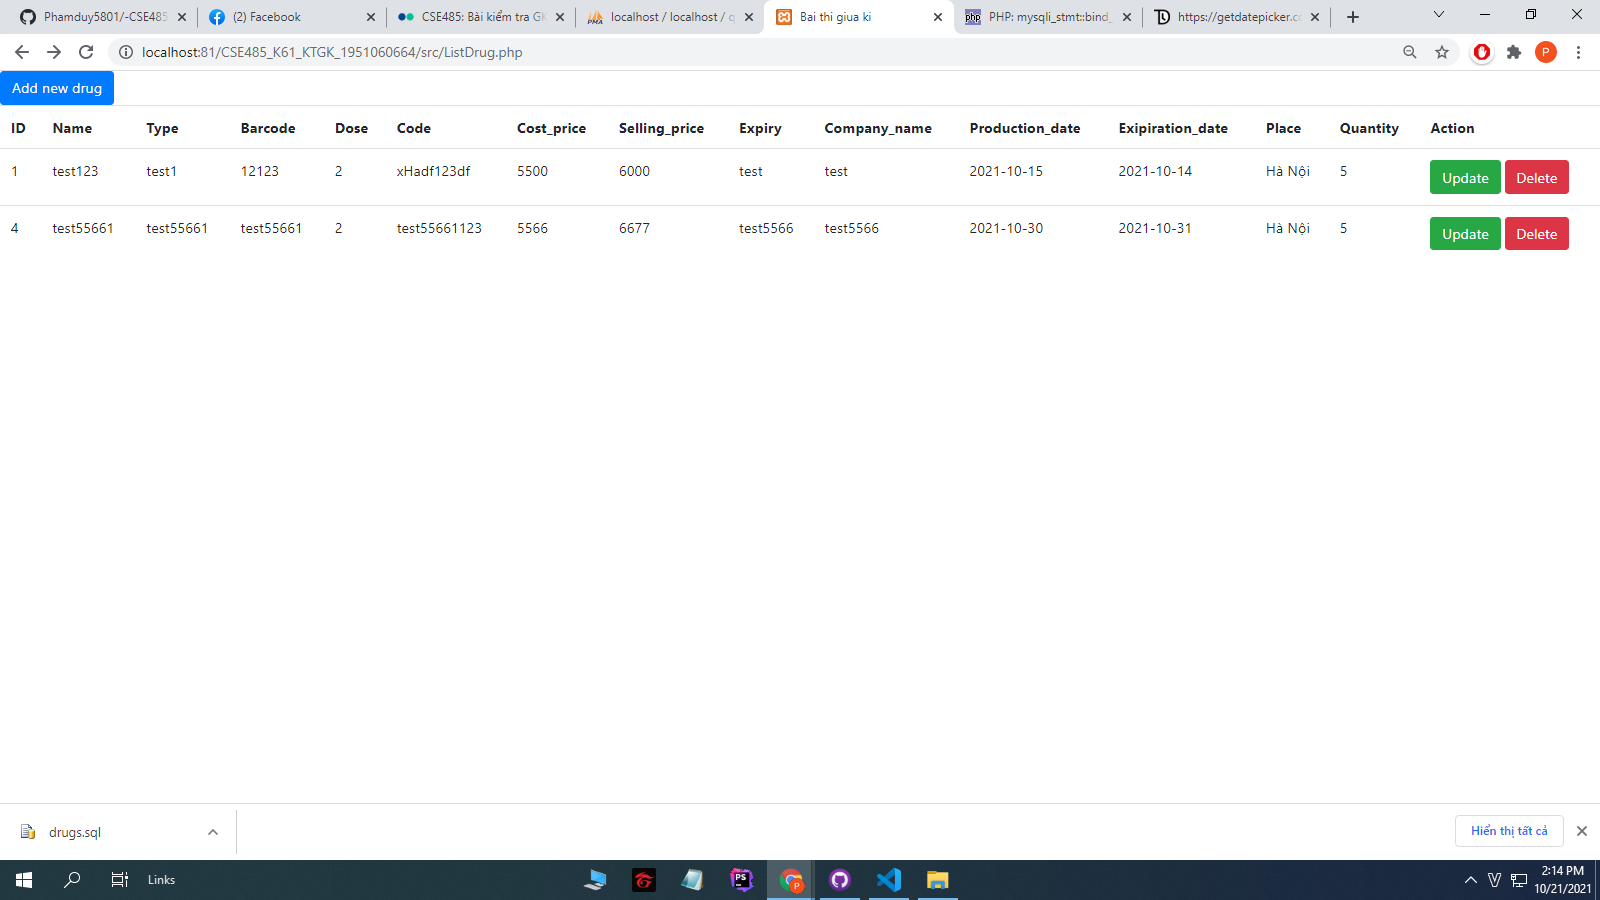 Phamduy5801/-CSE485
(2) Facebook
CSE485: Bài kiểm tra GK
localhost / localhost / q
Bai thi giua ki
PHP: mysqli_stmt::bind_
https://getdatepicker.co
localhost:81/CSE485_K61_KTGK_1951060664/src/ListDrug.php
P
Add new drug
ID Name Type Barcode Dose Code Cost_price Selling_price Expiry Company_name Production_date Exipiration_date Place Quantity Action
1 test123 test1 12123 2 xHadf123df 5500 6000 test test 2021-10-15 2021-10-14 Hà Nội 5 Update Delete
4 test55661 test55661 test55661 2 test55661123 5566 6677 test5566 test5566 2021-10-30 2021-10-31 Hà Nội 5 Update Delete
drugs.sql
Hiển thị tất cả
Links
2:14 PM
10/21/2021